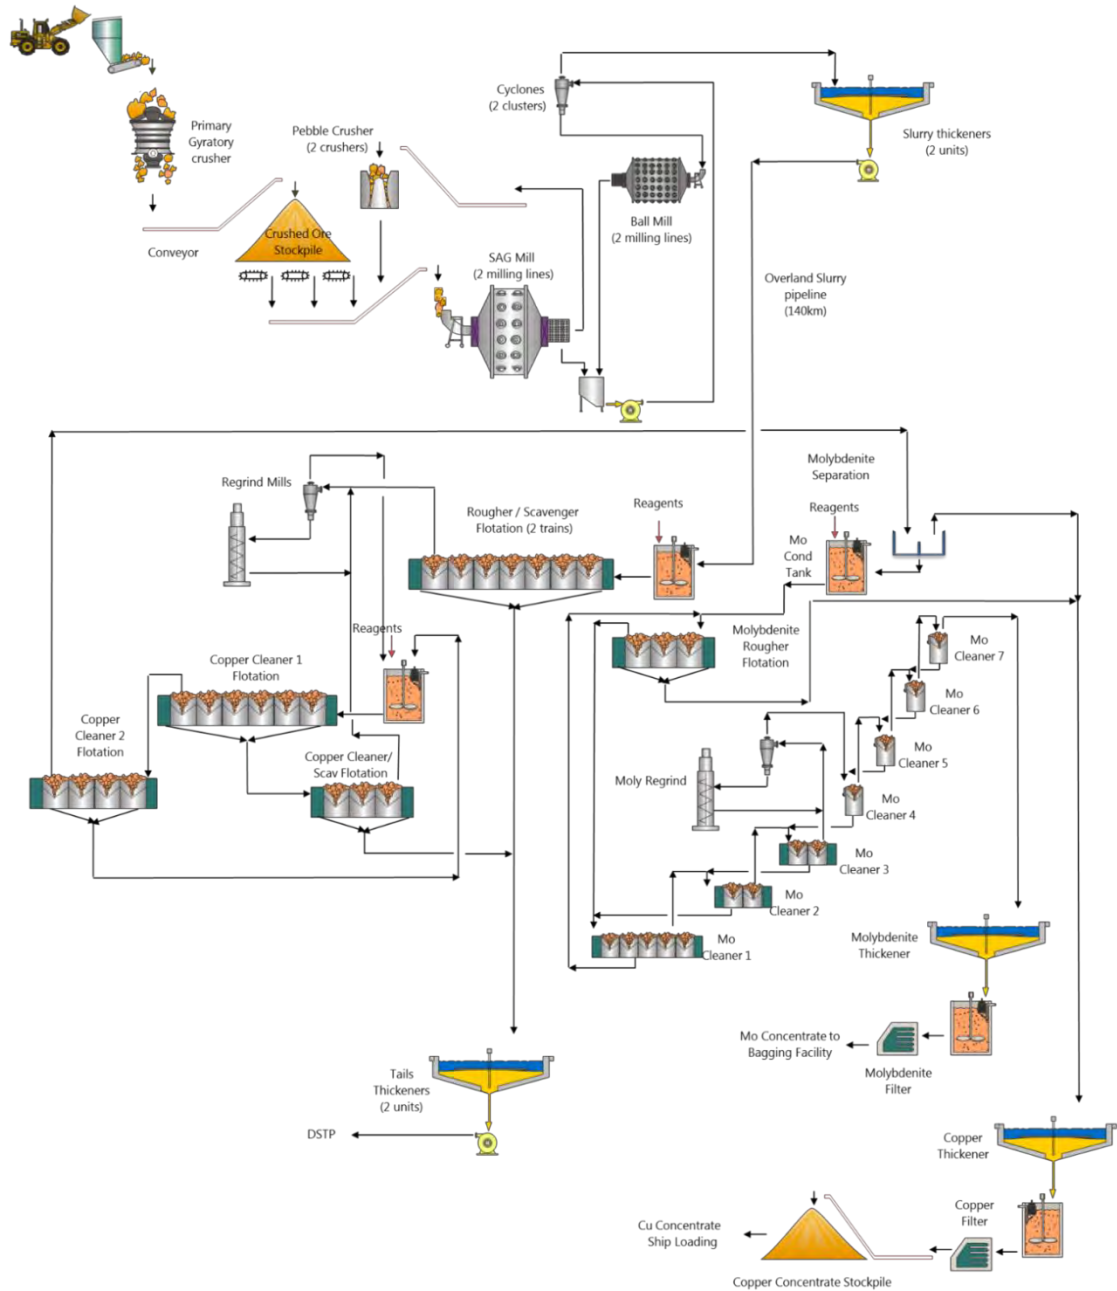 Cyclones
(2 clusters)
Primary
Gyratory
crusher
Pebble Crusher
(2 crushers)
Slurry thickeners
(2 units)
Conveyor
Crushed Ore
Stockpile
Ball Mill
(2 milling lines)
SAG Mill
(2 milling lines)
Overland Slurry
pipeline
(140km)
Regrind Mills
Rougher / Scavenger
Flotation (2 trains)
Reagents
Molybdenite
Separation
Reagents
Mo
Cond
Tank
Reagents
Copper Cleaner 1
Flotation
Molybdenite
Rougher
Flotation
Mo
Cleaner 7
Mo
Cleaner 6
Copper
Cleaner 2
Flotation
Copper Cleaner/
Scav Flotation
Mo
Cleaner 5
Moly Regrind
Mo
Cleaner 4
Mo
Cleaner 3
Mo
Cleaner 2
Mo
Cleaner 1
Molybdenite
Thickener
Mo Concentrate to
Bagging Facility
Molybdenite
Filter
Tails
Thickeners
(2 units)
DSTP
Copper
Thickener
Copper
Filter
Cu Concentrate
Ship Loading
Copper Concentrate Stockpile